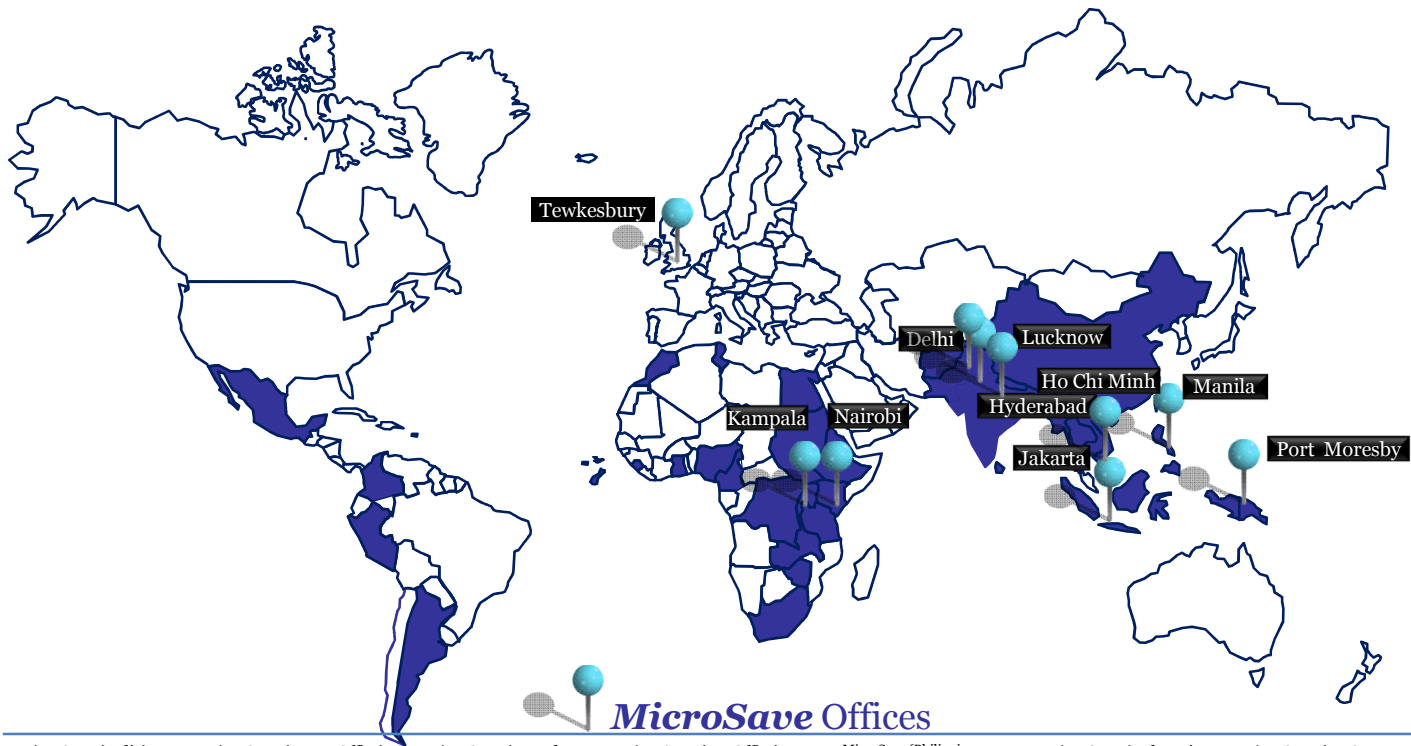 Tewkesbury
Delhi
Lucknow
Ho Chi Minh
Manila
Hyderabad
Kampala
Nairobi
Jakarta
Port Moresby
MicroSave Offices